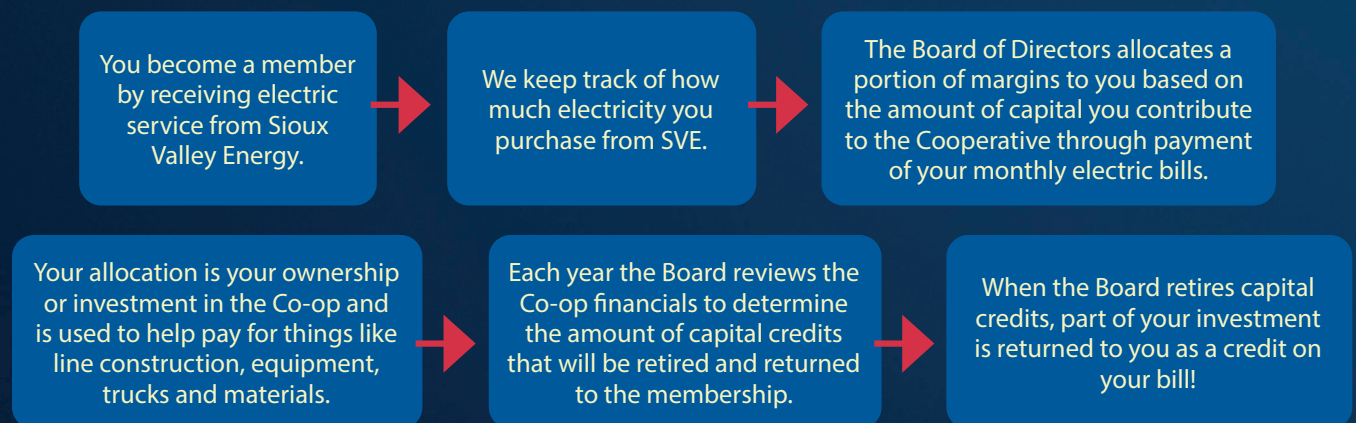 You become a member
by receiving electric
service from Sioux
Valley Energy.
We keep track of how
much electricity you
purchase from SVE.
The Board of Directors allocates a
portion of margins to you based on
the amount of capital you contribute
to the Cooperative through payment
of your monthly electric bills.
Your allocation is your ownership
or investment in the Co-op and
is used to help pay for things like
line construction, equipment,
trucks and materials.
Each year the Board reviews the
Co-op financials to determine
the amount of capital credits
that will be retired and returned
to the membership.
When the Board retires capital
credits, part of your investment
is returned to you as a credit on
your bill!